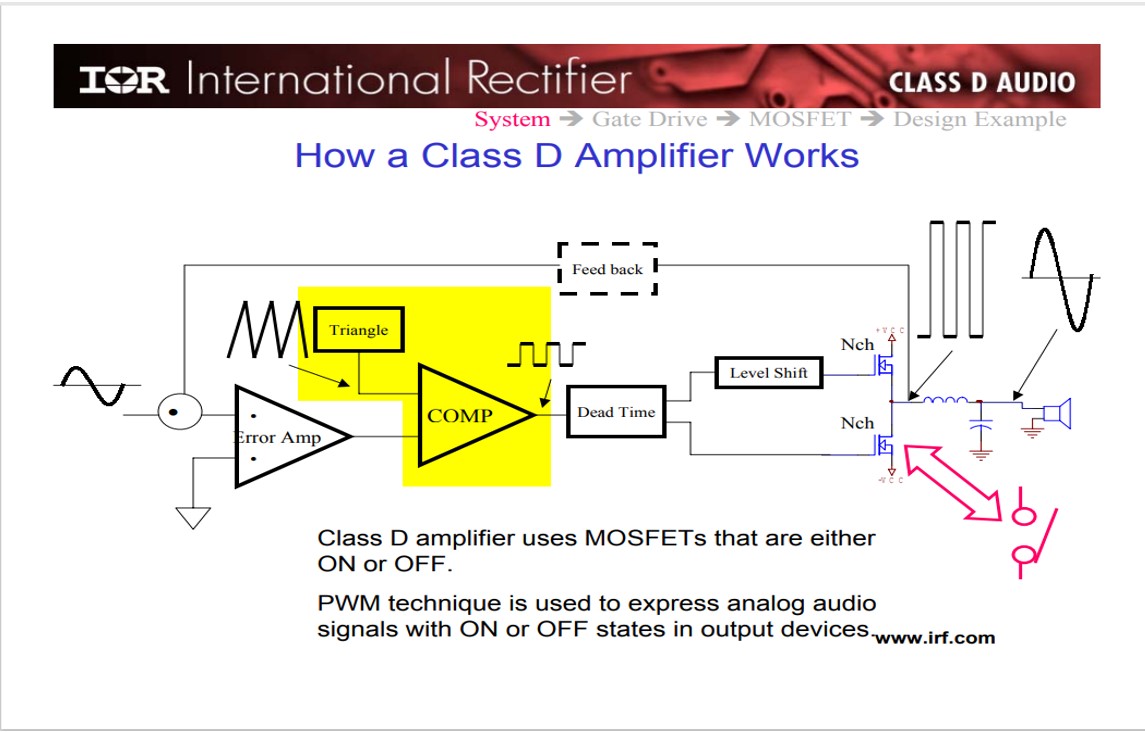 IOR International Rectifier
CLASS D AUDIO
System ➔ Gate Drive ➔ MOSFET ➔ Design Example
How a Class D Amplifier Works
Feed back
Triangle
+VCC
Nch
Level Shift
COMP
Dead Time
Nch
Error Amp
-VCC
Class D amplifier uses MOSFETs that are either
ON or OFF.
PWM technique is used to express analog audio
signals with ON or OFF states in output devices.
www.irf.com